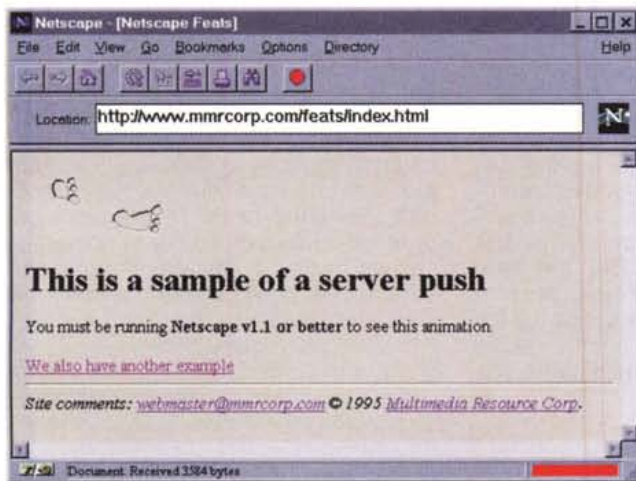 Netscape - [Netscape Feats]
File Edit View Go Bookmarks Options Directory Help
Location: http://www.mmrcorp.com/feats/index.html
N
This is a sample of a server push
You must be running Netscape v1.1 or better to see this animation.
We also have another example
Site comments: webmaster@mmrcorp.com © 1995 Multimedia Resource Corp.
Document: Received 3584 bytes